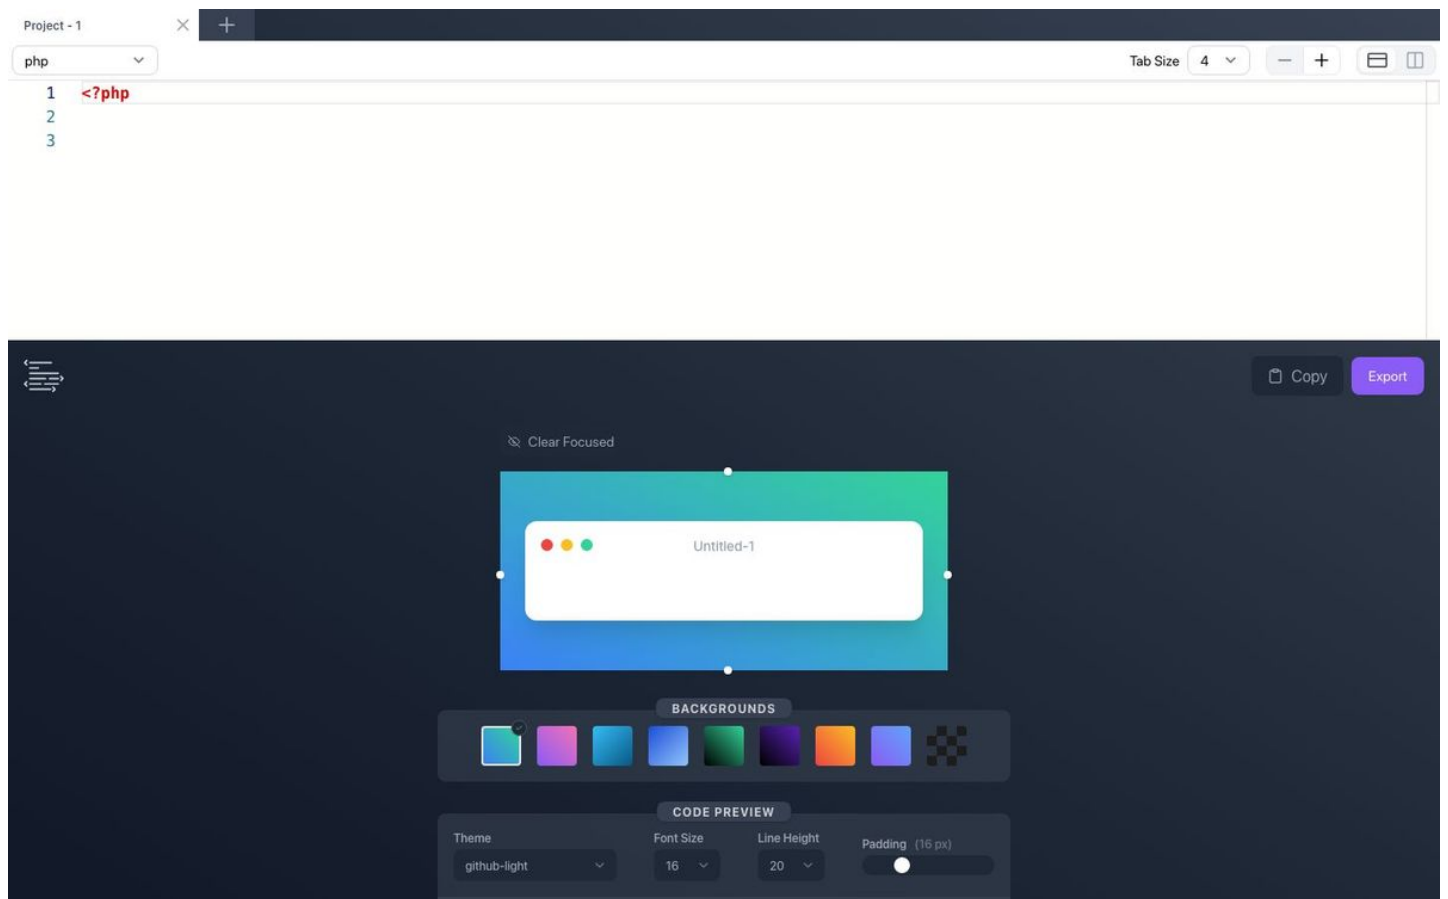 Project - 1
php
Tab Size 4
1 <?php
2
3
Copy
Export
Clear Focused
Untitled-1
BACKGROUNDS
CODE PREVIEW
Theme Font Size Line Height Padding (16 px)
github-light 16 20